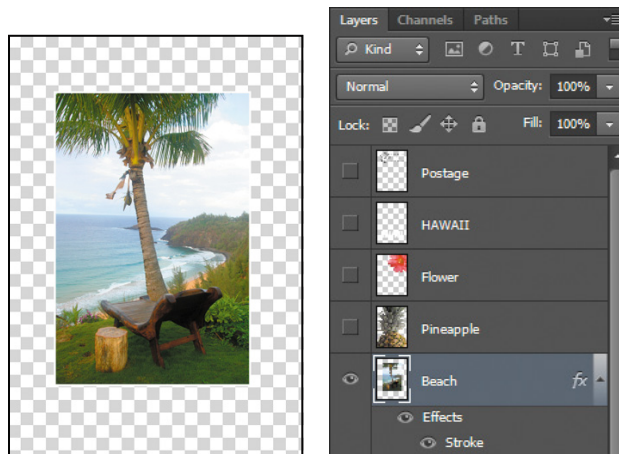 Layers Channels Paths
Kind T
Normal Opacity: 100%
Lock: Fill: 100%
Postage
HAWAII
Flower
Pineapple
Beach fx
Effects
Stroke